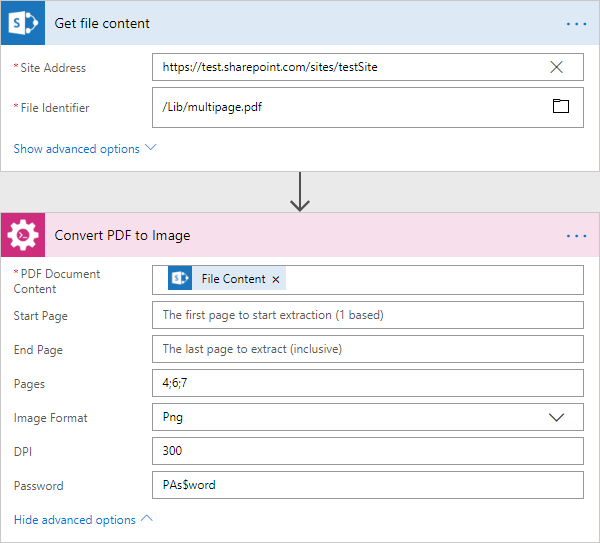 Get file content
* Site Address
https://test.sharepoint.com/sites/testSite
* File Identifier
/Lib/multipage.pdf
Show advanced options
Convert PDF to Image
* PDF Document
Content
File Content ×
Start Page
The first page to start extraction (1 based)
End Page
The last page to extract (inclusive)
Pages
4;6;7
Image Format
Png
DPI
300
Password
PAs$word
Hide advanced options